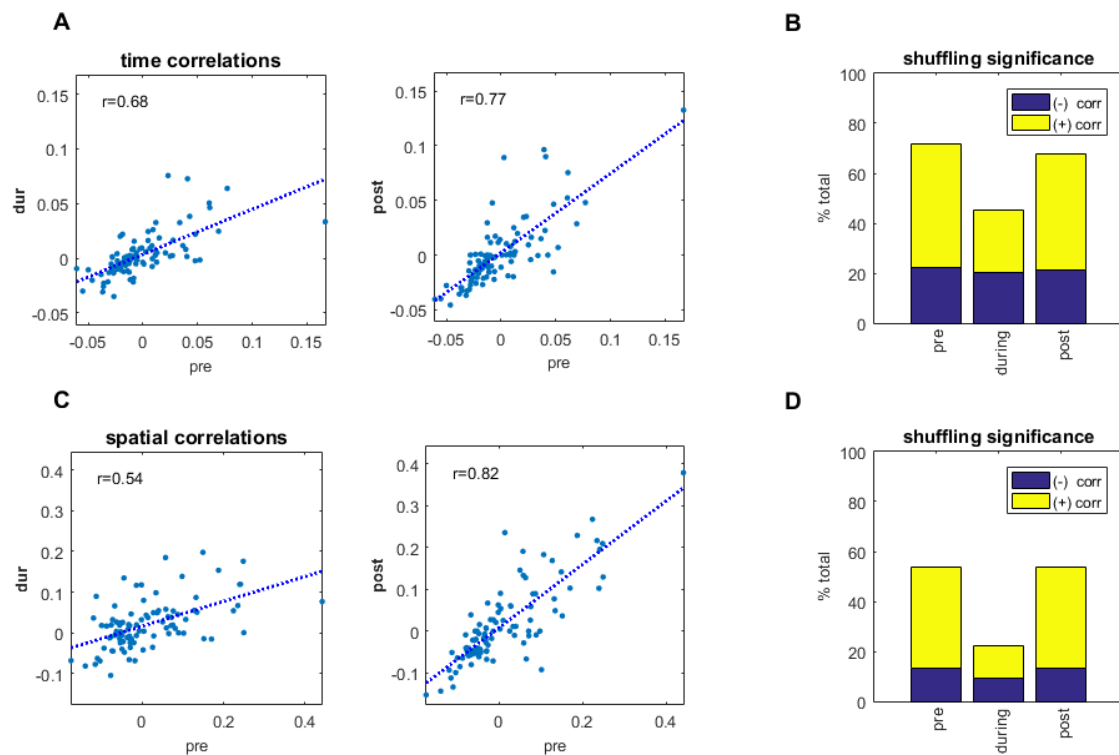 A
time correlations
r=0.68
0.15
0.1
0.05
0
-0.05
dur
-0.05 0 0.05 0.1 0.15
pre
r=0.77
0.15
0.1
0.05
0
-0.05
post
-0.05 0 0.05 0.1 0.15
pre
B
shuffling significance
100
80
60
40
20
0
% total
(-) corr
(+) corr
pre during post
C
spatial correlations
r=0.54
0.4
0.3
0.2
0.1
0
-0.1
dur
0 0.2 0.4
pre
r=0.82
0.4
0.3
0.2
0.1
0
-0.1
post
0 0.2 0.4
pre
D
shuffling significance
100
80
60
40
20
0
% total
(-) corr
(+) corr
pre during post